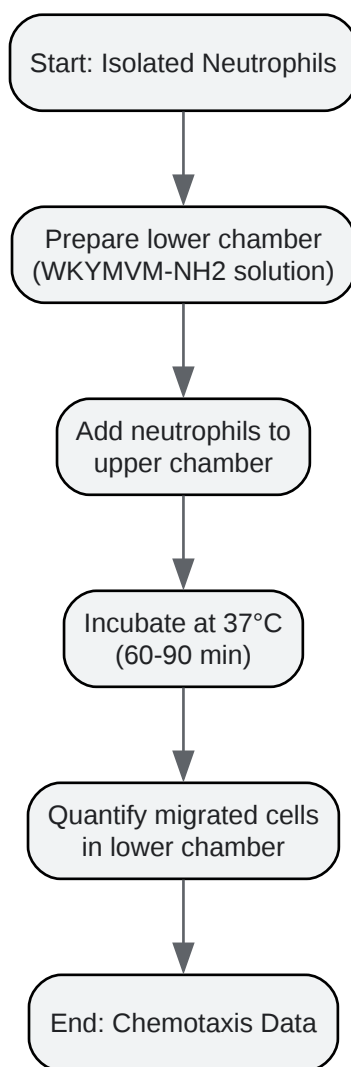 Start: Isolated Neutrophils
Prepare lower chamber
(WKYMVM-NH2 solution)
Add neutrophils to
upper chamber
Incubate at 37°C
(60-90 min)
Quantify migrated cells
in lower chamber
End: Chemotaxis Data